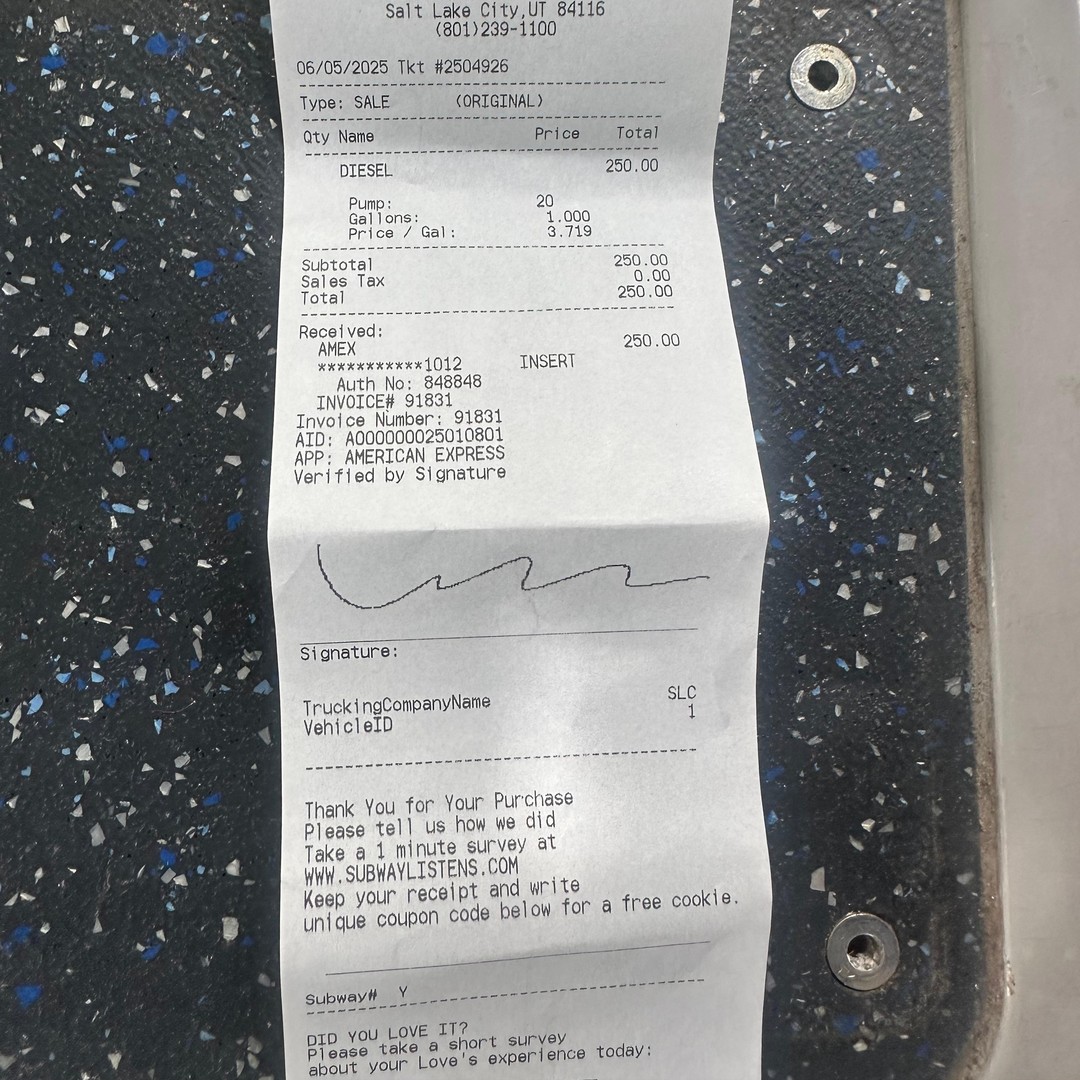 Salt Lake City,UT 84116
(801)239-1100
06/05/2025 Tkt #2504926
Type: SALE (ORIGINAL)
Qty Name Price Total
DIESEL 250.00
Pump: 20
Gallons: 1.000
Price / Gal: 3.719
Subtotal 250.00
Sales Tax 0.00
Total 250.00
Received:
AMEX 250.00
***********1012 INSERT
Auth No: 848848
INVOICE# 91831
Invoice Number: 91831
AID: A000000025010801
APP: AMERICAN EXPRESS
Verified by Signature
Signature:
TruckingCompanyName SLC
VehicleID 1
Thank You for Your Purchase
Please tell us how we did
Take a 1 minute survey at
WWW.SUBWAYLISTENS.COM
Keep your receipt and write
unique coupon code below for a free cookie.
Subway# Y
DID YOU LOVE IT?
Please take a short survey
about your Love's experience today: